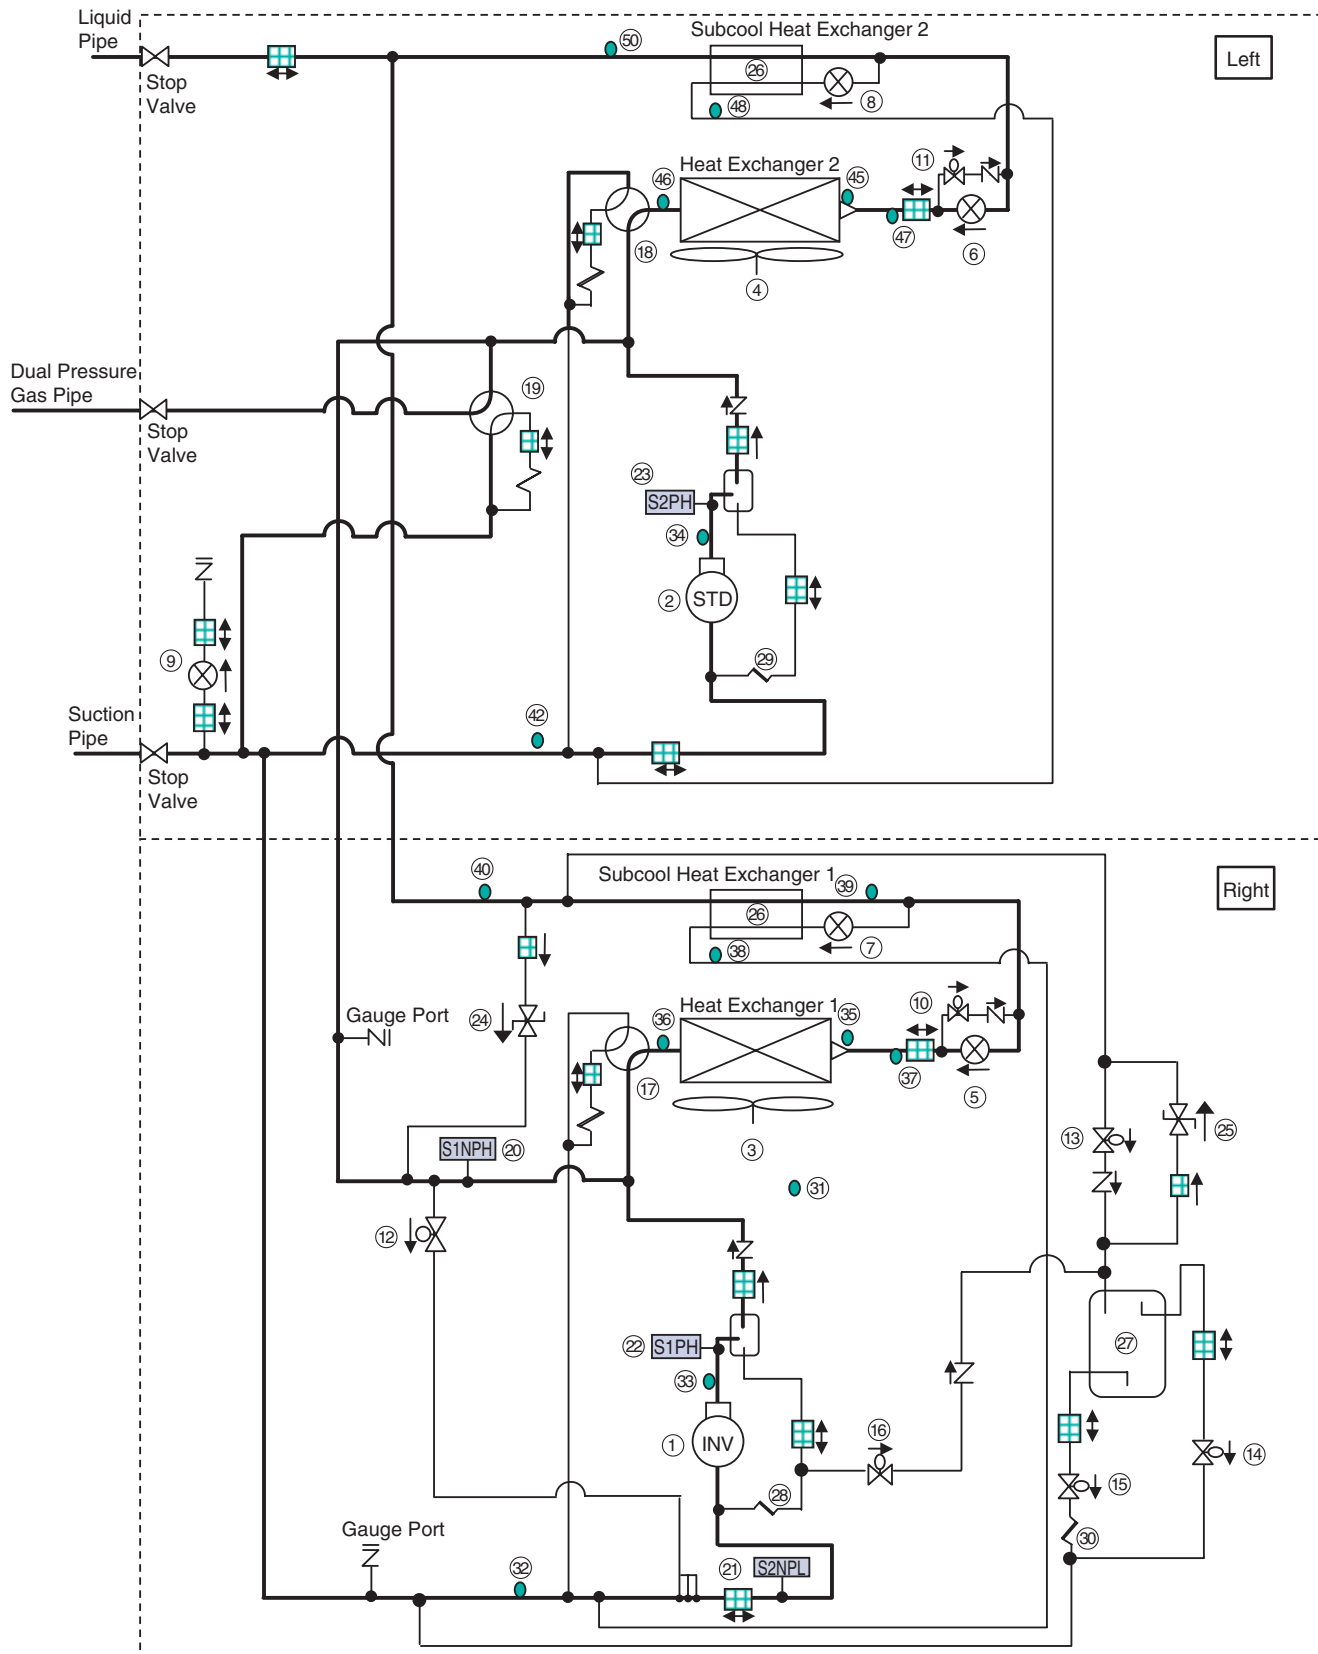 Liquid
Pipe
Stop
Valve
50
Subcool Heat Exchanger 2
26
8
48
Left
11
Heat Exchanger 2
46
45
47
6
18
4
Dual Pressure
Gas Pipe
Stop
Valve
19
23
S2PH
34
2
STD
29
9
Suction
Pipe
Stop
Valve
42
40
Subcool Heat Exchanger 1
39
26
7
38
Right
Gauge Port
24
Heat Exchanger 1
36
35
10
37
5
17
3
S1NPH
20
31
12
13
25
22
S1PH
33
1
INV
16
28
27
14
15
30
Gauge Port
32
21
S2NPL